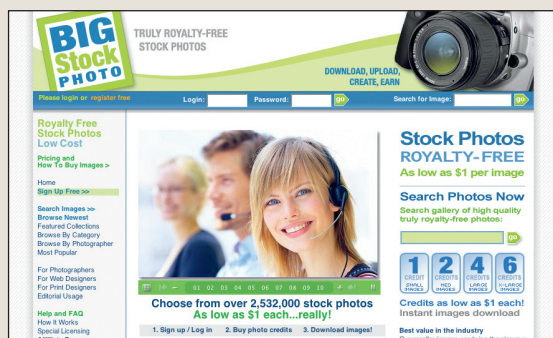 BIG
Stock
PHOTO
TRULY ROYALTY-FREE
STOCK PHOTOS
DOWNLOAD, UPLOAD,
CREATE, EARN
Please login or register free
Login:
Password:
go
Search for Image:
go
Royalty Free
Stock Photos
Low Cost
Pricing and
How To Buy Images >
Home
Sign Up Free >>
Search Images >>
Browse Newest
Featured Collections
Browse By Category
Browse By Photographer
Most Popular
For Photographers
For Web Designers
For Print Designers
Editorial Usage
Help and FAQ
How It Works
Special Licensing
01 02 03 04 05 06 07 08 09 10
Choose from over 2,532,000 stock photos
As low as $1 each...really!
1. Sign up / Log in 2. Buy photo credits 3. Download images!
Stock Photos
ROYALTY-FREE
As low as $1 per image
Search Photos Now
Search gallery of high quality
truly royalty-free photos:
go
1 2 4 6
CREDIT CREDITS CREDITS CREDITS
SMALL IMAGES MED IMAGES LARGE IMAGES X-LARGE IMAGES
Credits as low as $1 each!
Instant images download
Best value in the industry